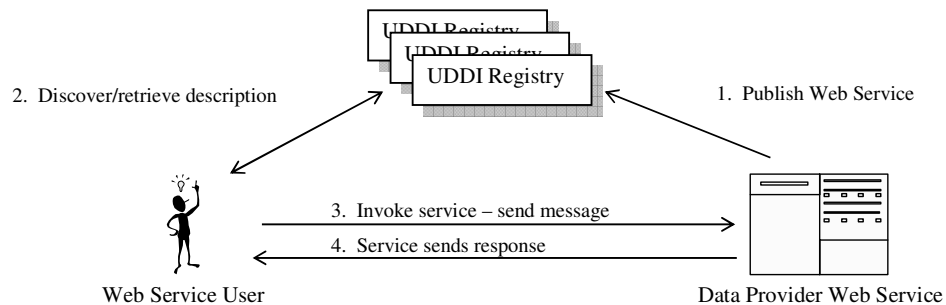 UDDI Registry
UDDI Registry
UDDI Registry
2. Discover/retrieve description
1. Publish Web Service
3. Invoke service – send message
4. Service sends response
Web Service User
Data Provider Web Service